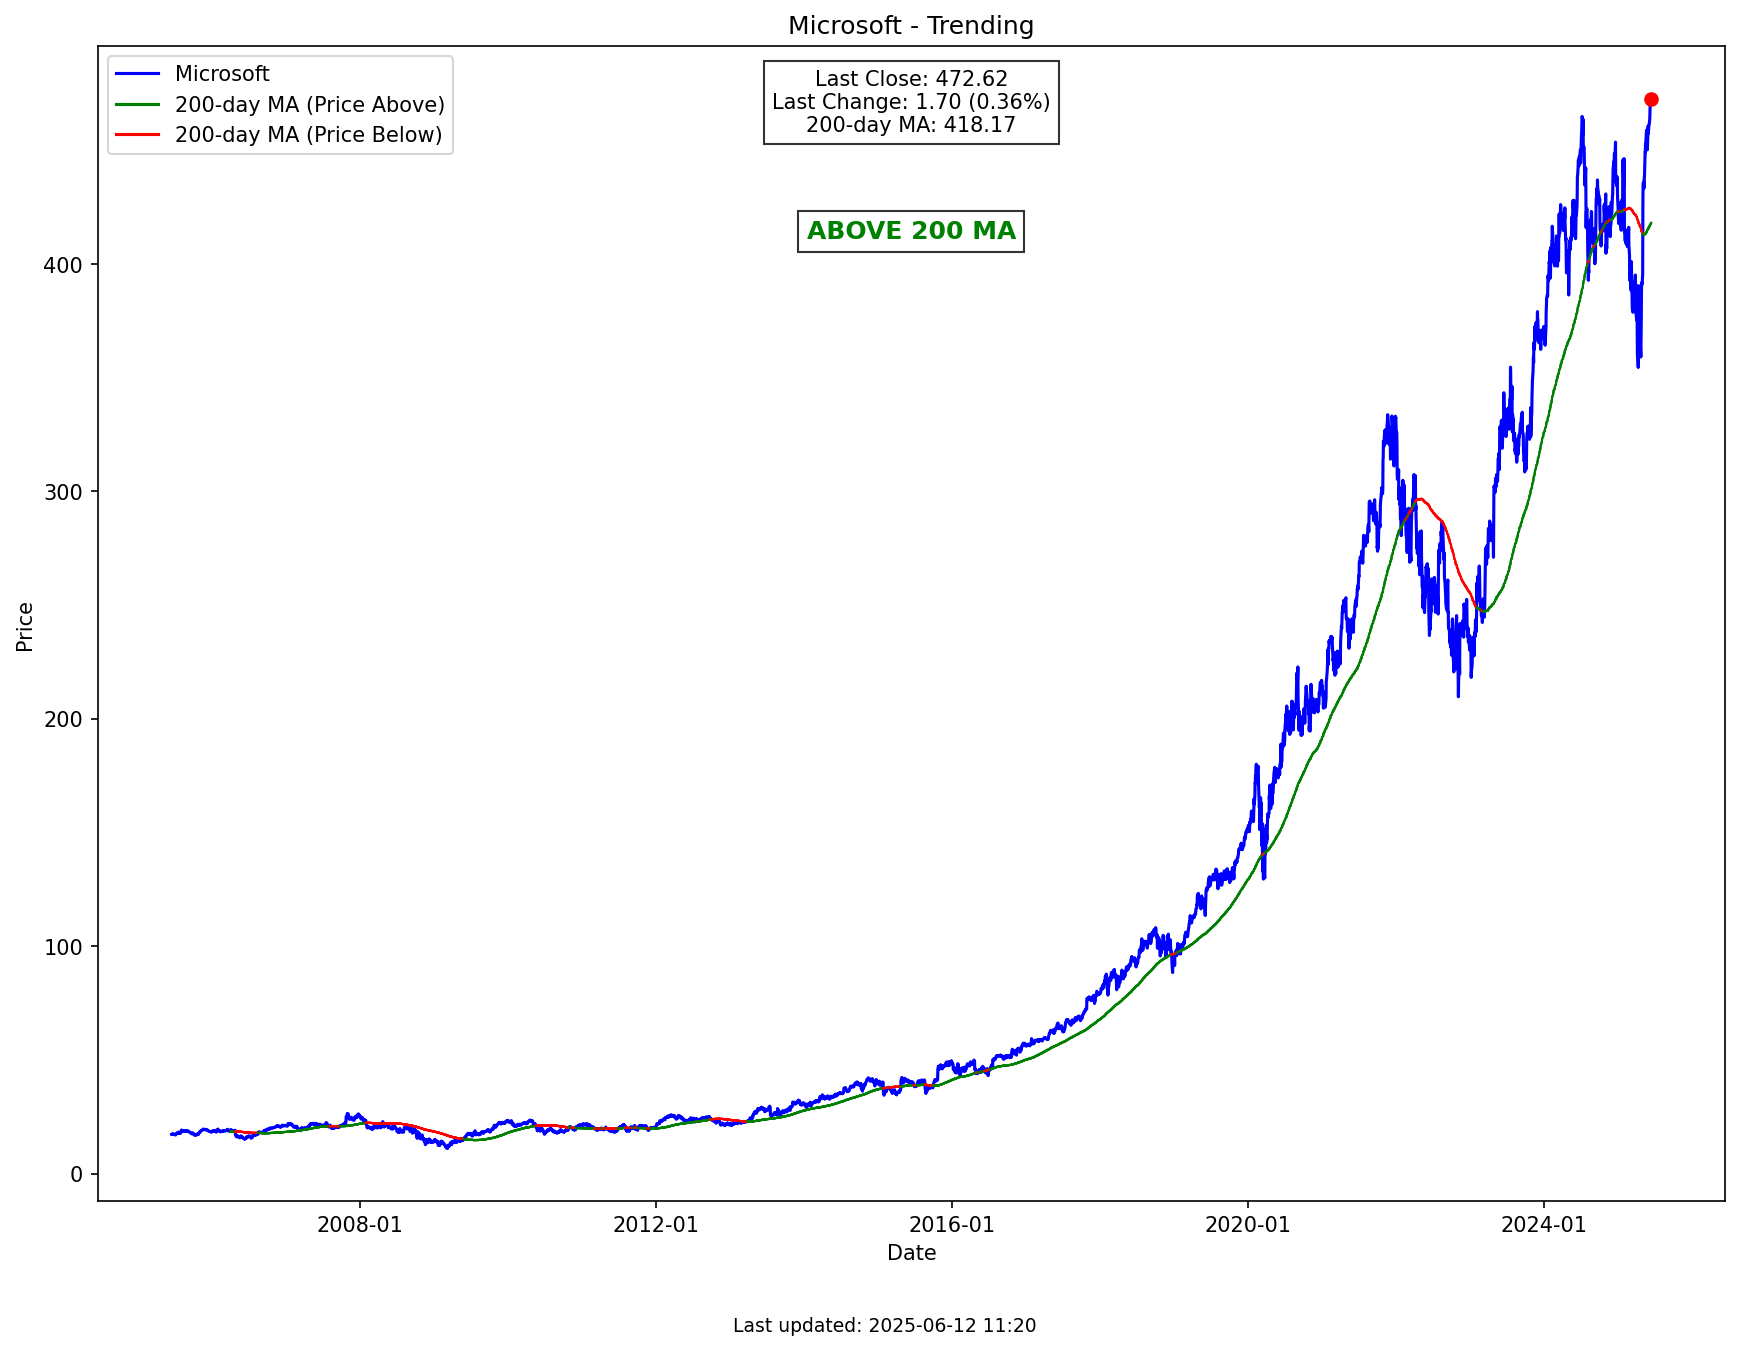 Microsoft - Trending
Microsoft
200-day MA (Price Above)
200-day MA (Price Below)
Last Close: 472.62
Last Change: 1.70 (0.36%)
200-day MA: 418.17
ABOVE 200 MA
Price
400
300
200
100
0
2008-01
2012-01
2016-01
2020-01
2024-01
Date
Last updated: 2025-06-12 11:20